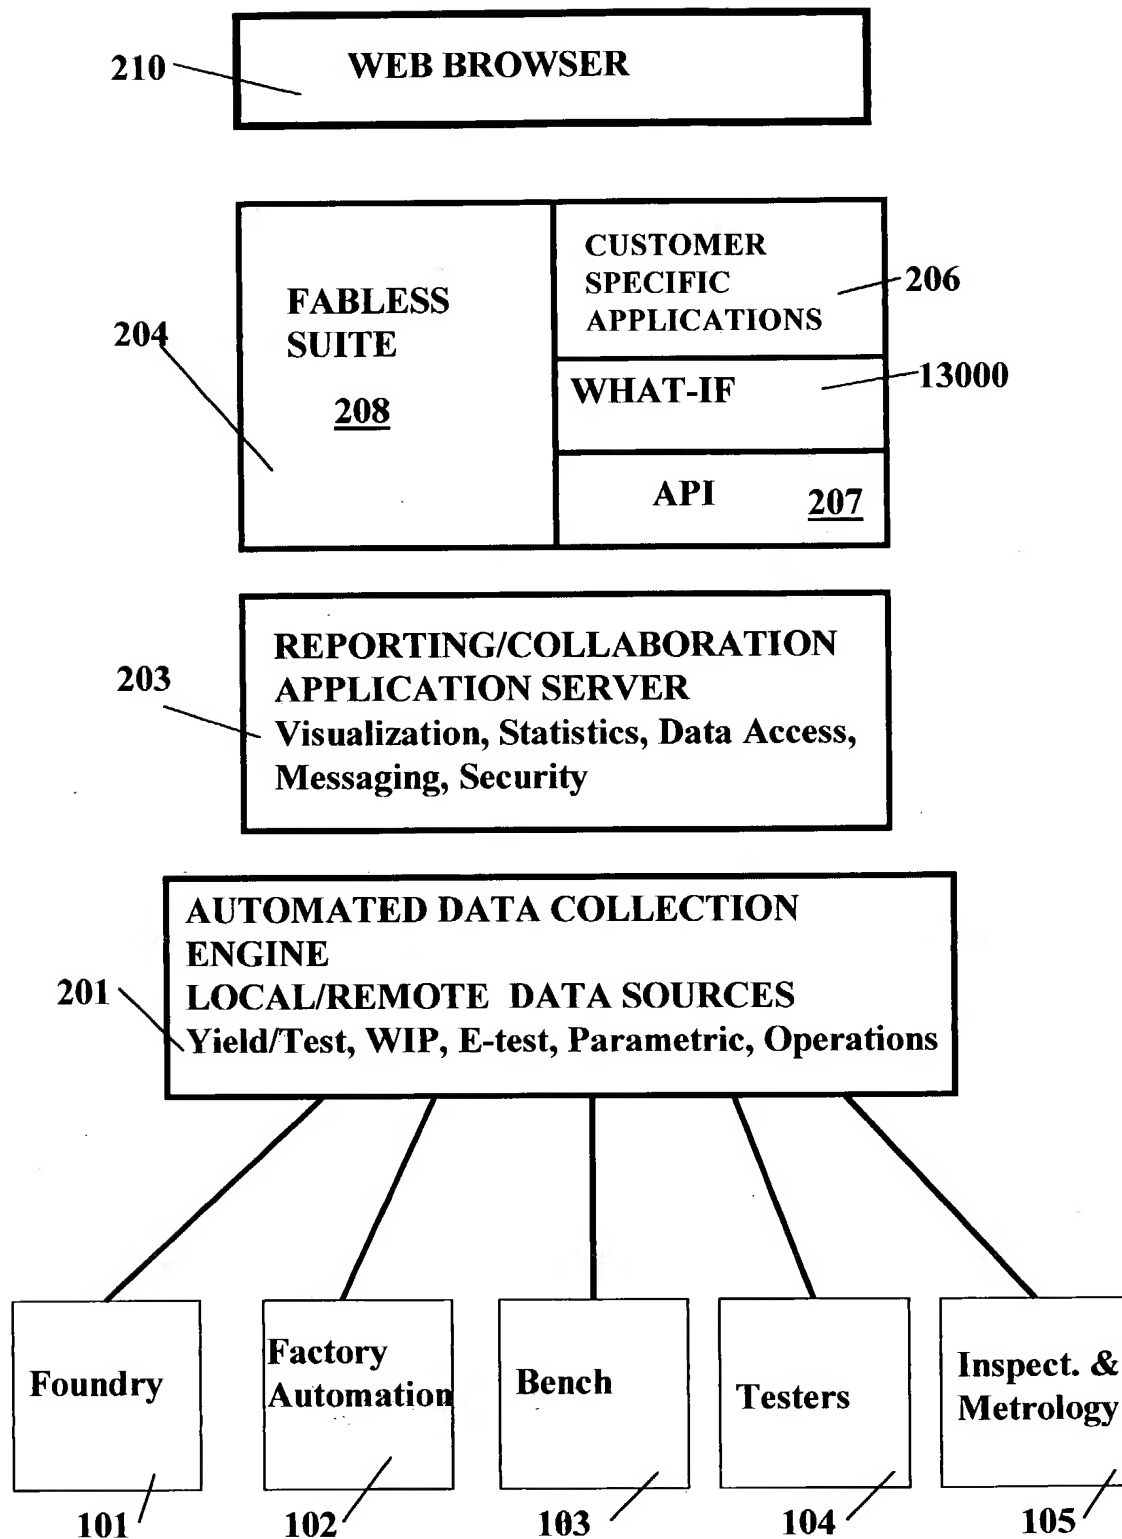 WEB BROWSER
210
FABLESS
SUITE
208
204
CUSTOMER
SPECIFIC
APPLICATIONS
206
WHAT-IF
13000
API
207
REPORTING/COLLABORATION
APPLICATION SERVER
Visualization, Statistics, Data Access,
Messaging, Security
203
AUTOMATED DATA COLLECTION
ENGINE
LOCAL/REMOTE DATA SOURCES
Yield/Test, WIP, E-test, Parametric, Operations
201
Foundry
Factory
Automation
Bench
Testers
Inspect. &
Metrology
101
102
103
104
105